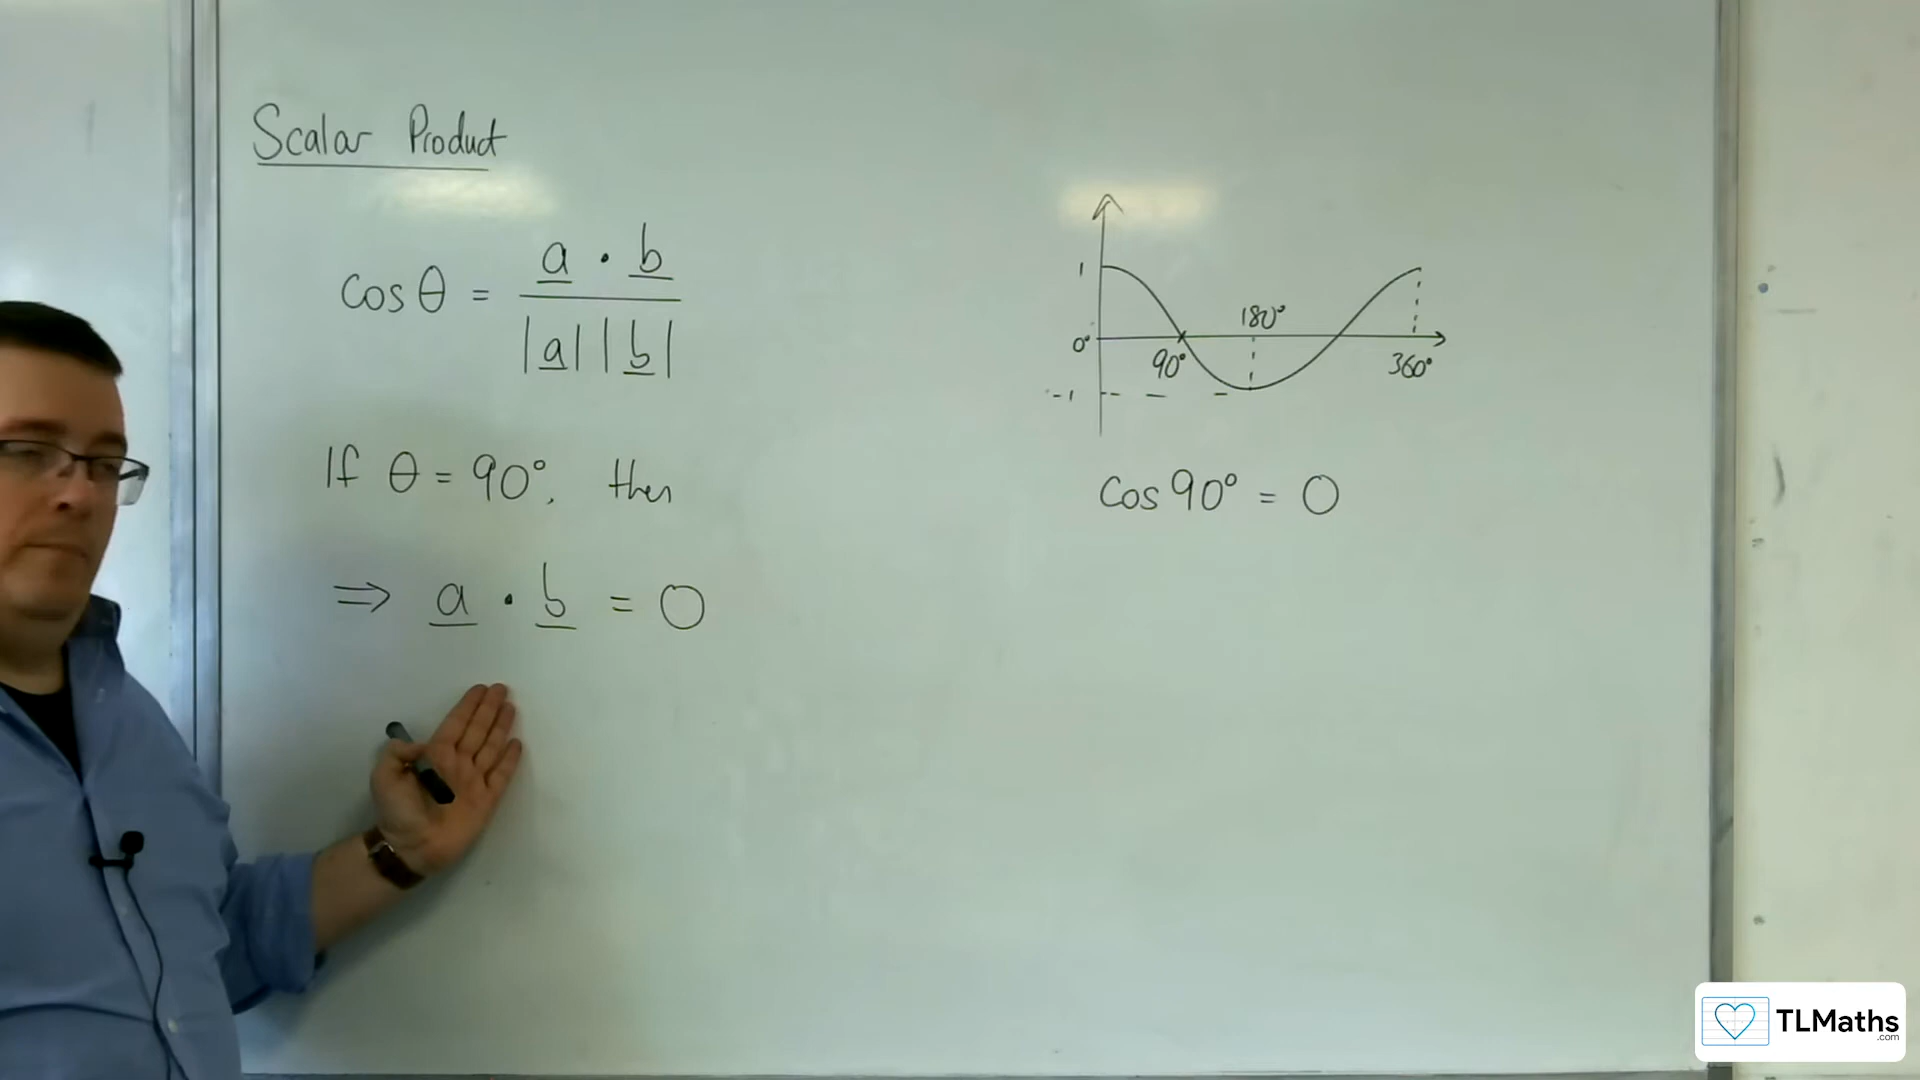 Scalar Product
cos θ = a · b
|a| |b|
If θ = 90°, then
⇒ a · b = 0
1
0°
-1
90°
180°
360°
cos 90° = 0
TLMaths
.com